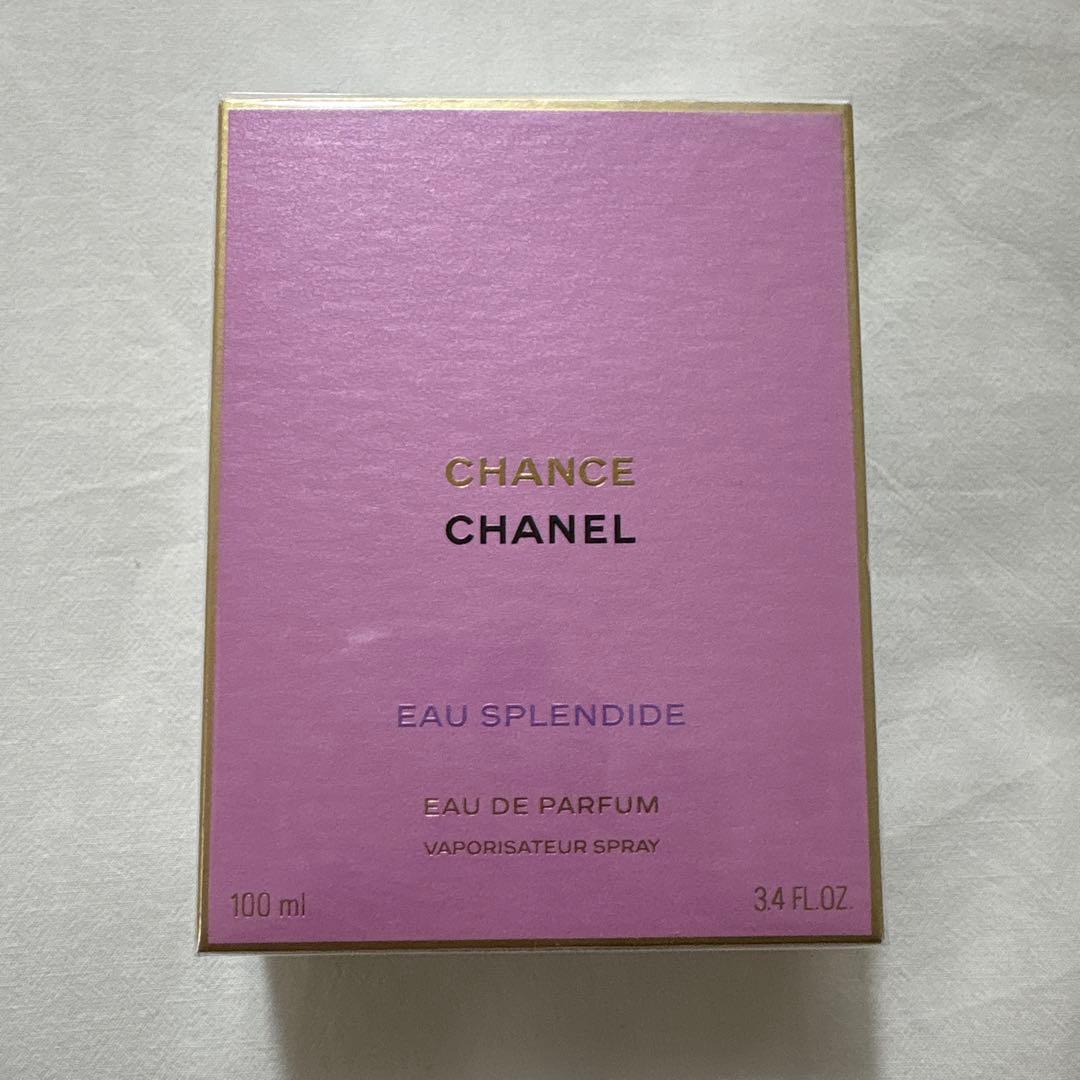 CHANCE
CHANEL
EAU SPLENDIDE
EAU DE PARFUM
VAPORISATEUR SPRAY
100 ml 3.4 FL.OZ.